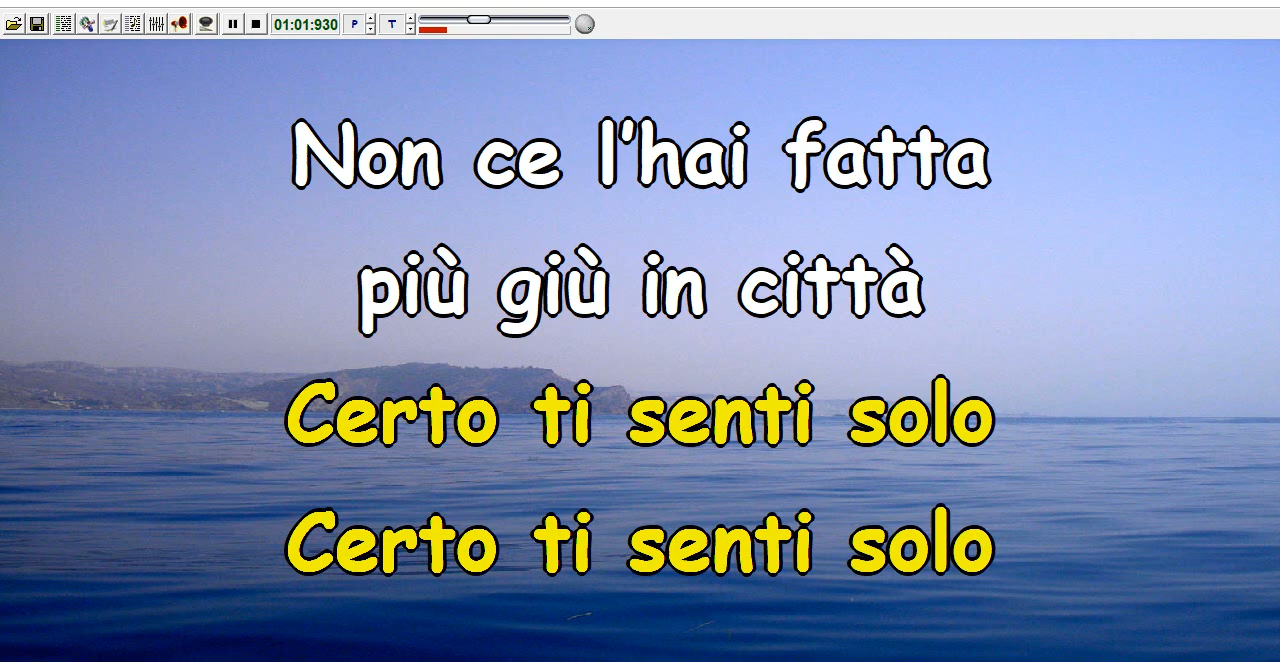 01:01:930 P T
Non ce l'hai fatta
più giù in città
Certo ti senti solo
Certo ti senti solo